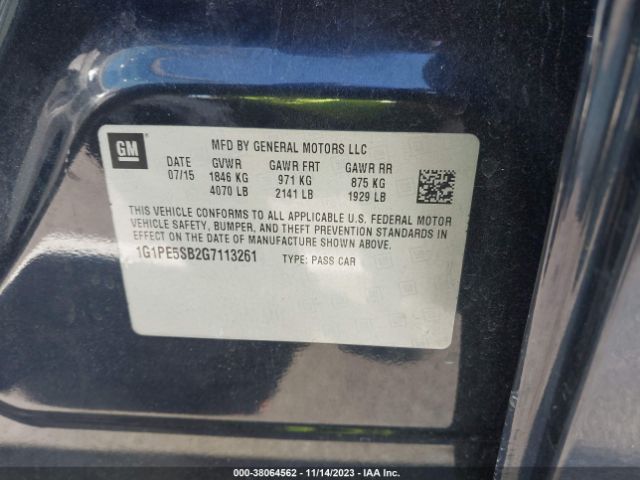 GM
MFD BY GENERAL MOTORS LLC
DATE GVWR GAWR FRT GAWR RR
07/15 1846 KG 971 KG 875 KG
4070 LB 2141 LB 1929 LB
THIS VEHICLE CONFORMS TO ALL APPLICABLE U.S. FEDERAL MOTOR
VEHICLE SAFETY, BUMPER, AND THEFT PREVENTION STANDARDS IN
EFFECT ON THE DATE OF MANUFACTURE SHOWN ABOVE.
1G1PE5SB2G7113261 TYPE: PASS CAR
000-38064562 - 11/14/2023 - IAA Inc.